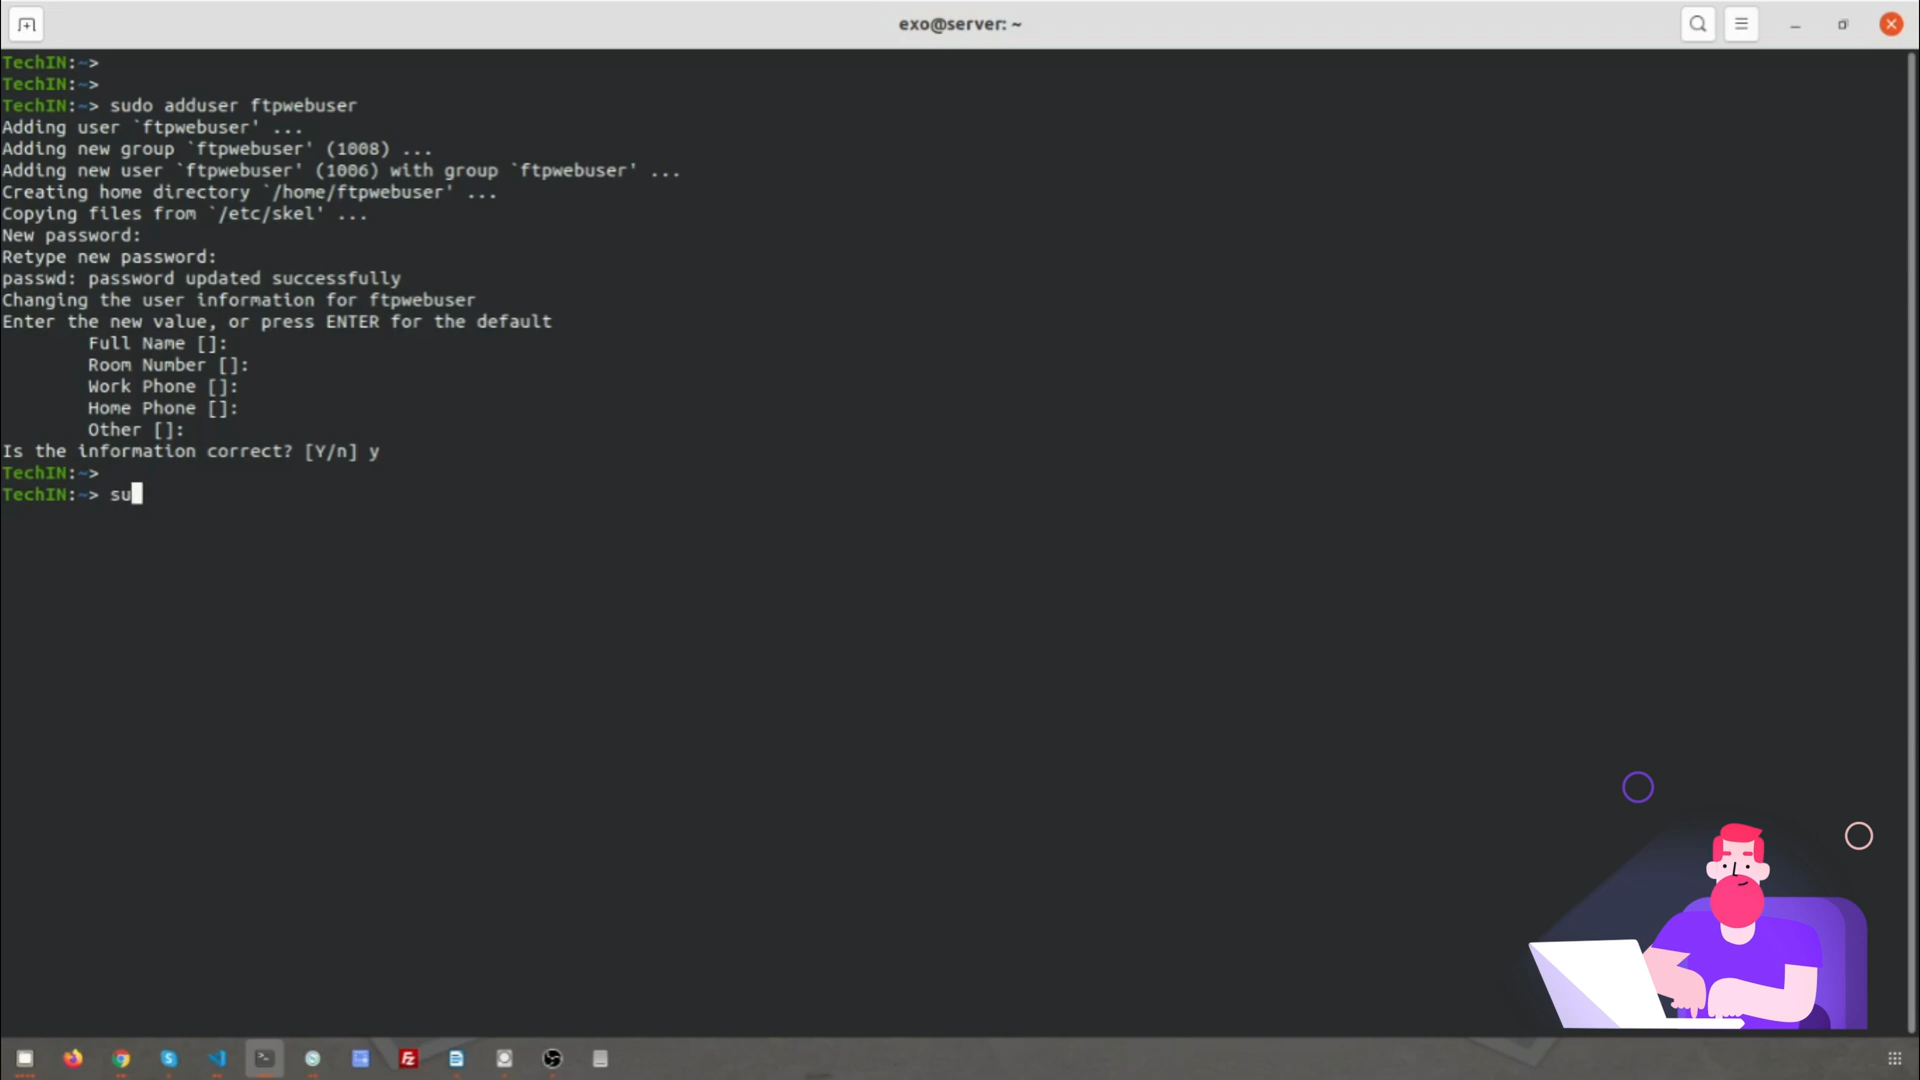 exo@server: ~
TechIN:~>
TechIN:~>
TechIN:~> sudo adduser ftpwebuser
Adding user `ftpwebuser' ...
Adding new group `ftpwebuser' (1008) ...
Adding new user `ftpwebuser' (1006) with group `ftpwebuser' ...
Creating home directory `/home/ftpwebuser' ...
Copying files from `/etc/skel' ...
New password:
Retype new password:
passwd: password updated successfully
Changing the user information for ftpwebuser
Enter the new value, or press ENTER for the default
Full Name []:
Room Number []:
Work Phone []:
Home Phone []:
Other []:
Is the information correct? [Y/n] y
TechIN:~>
TechIN:~> su
FZ